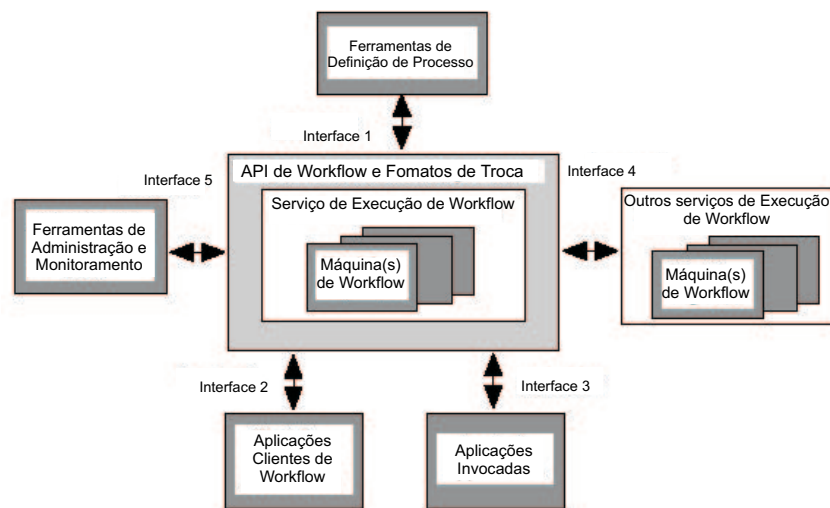 Ferramentas de
Definição de Processo
Interface 1
API de Workflow e Fomatos de Troca
Interface 4
Interface 5
Serviço de Execução de Workflow
Outros serviços de Execução
de Workflow
Ferramentas de
Administração e
Monitoramento
Máquina(s)
de Workflow
Máquina(s)
de Workflow
Interface 2
Interface 3
Aplicações
Clientes de
Workflow
Aplicações
Invocadas